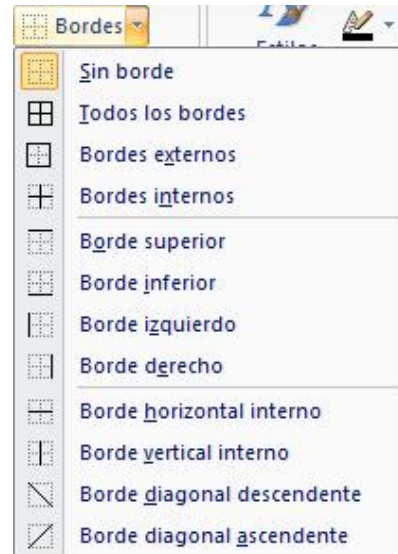 Bordes
Sin borde
Todos los bordes
Bordes externos
Bordes internos
Borde superior
Borde inferior
Borde izquierdo
Borde derecho
Borde horizontal interno
Borde vertical interno
Borde diagonal descendente
Borde diagonal ascendente